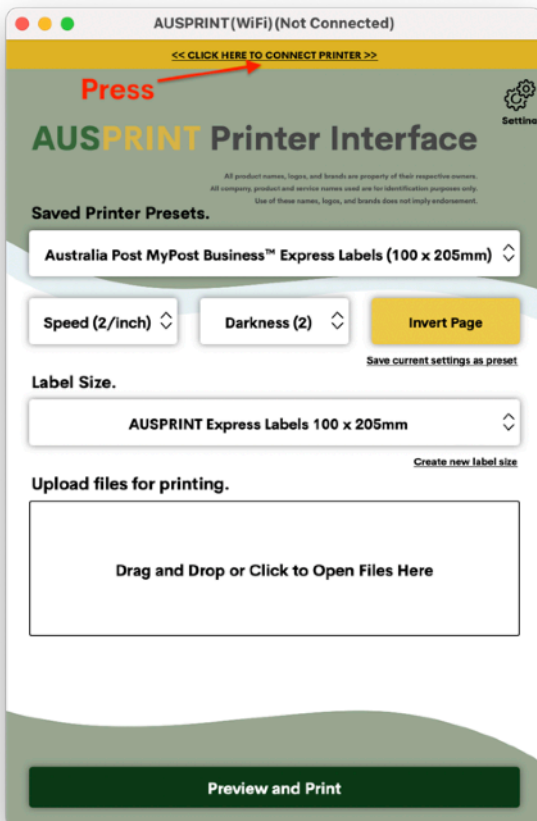 AUSPRINT(WiFi)(Not Connected)
<< CLICK HERE TO CONNECT PRINTER >>
Press
Setting
AUSPRINT Printer Interface
All product names, logos, and brands are property of their respective owners.
All company, product and service names used are for identification purposes only.
Use of these names, logos, and brands does not imply endorsement.
Saved Printer Presets.
Australia Post MyPost Business™ Express Labels (100 x 205mm)
Speed (2/inch)
Darkness (2)
Invert Page
Save current settings as preset
Label Size.
AUSPRINT Express Labels 100 x 205mm
Create new label size
Upload files for printing.
Drag and Drop or Click to Open Files Here
Preview and Print